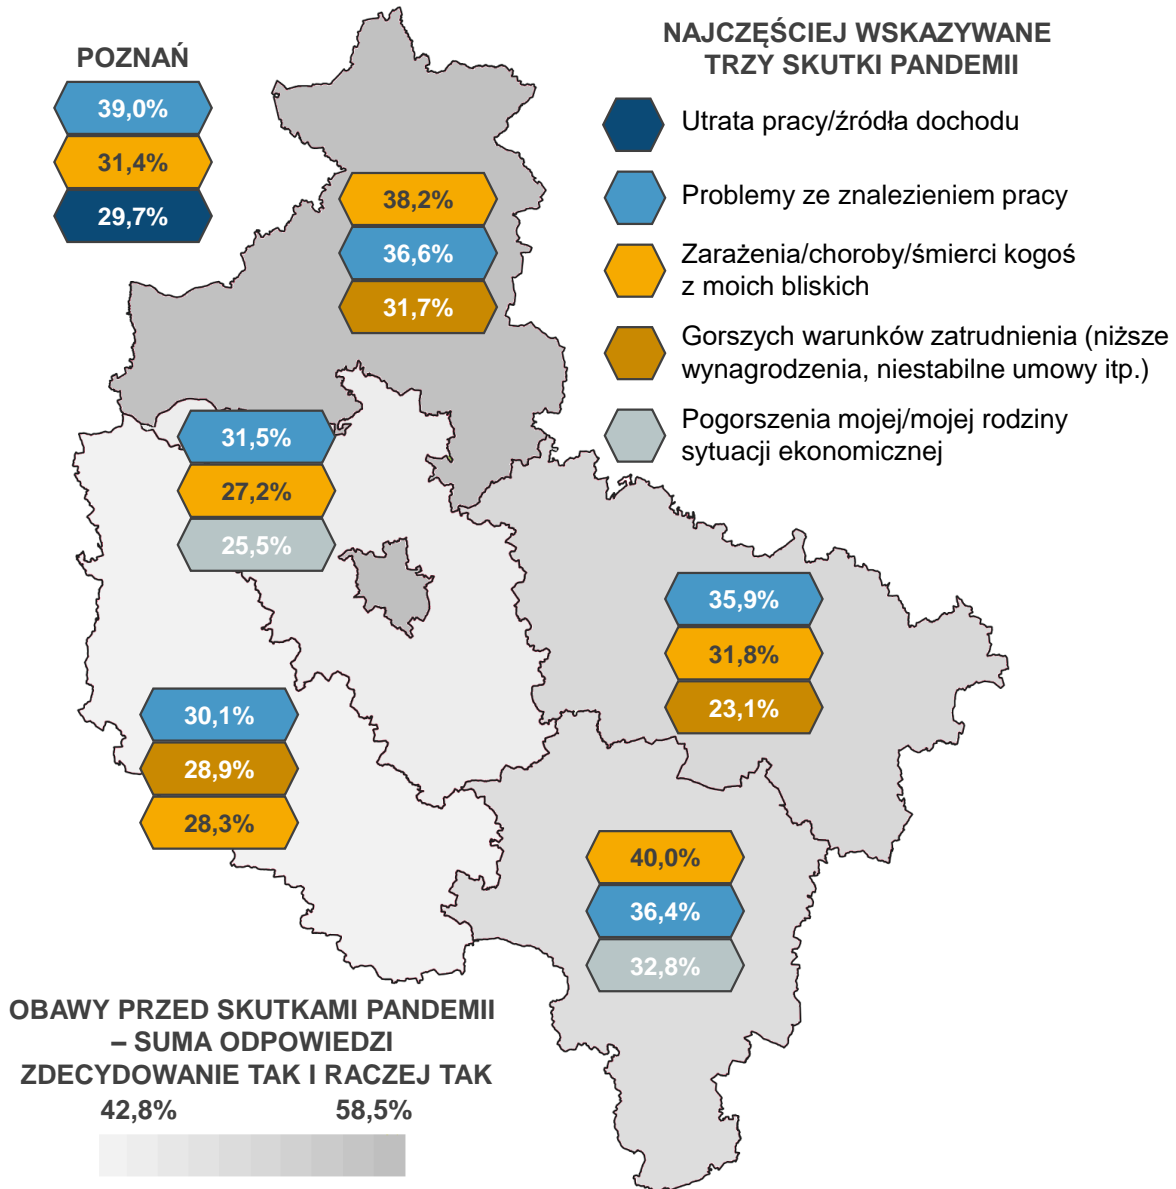 POZNAŃ
39,0%
31,4%
29,7%
NAJCZĘŚCIEJ WSKAZYWANE
TRZY SKUTKI PANDEMII
Utrata pracy/źródła dochodu
Problemy ze znalezieniem pracy
Zarażenia/choroby/śmierci kogoś
z moich bliskich
Gorszych warunków zatrudnienia (niższe
wynagrodzenia, niestabilne umowy itp.)
Pogorszenia mojej/mojej rodziny
sytuacji ekonomicznej
38,2%
36,6%
31,7%
31,5%
27,2%
25,5%
35,9%
31,8%
23,1%
30,1%
28,9%
28,3%
40,0%
36,4%
32,8%
OBAWY PRZED SKUTKAMI PANDEMII
– SUMA ODPOWIEDZI
ZDECYDOWANIE TAK I RACZEJ TAK
42,8% 58,5%